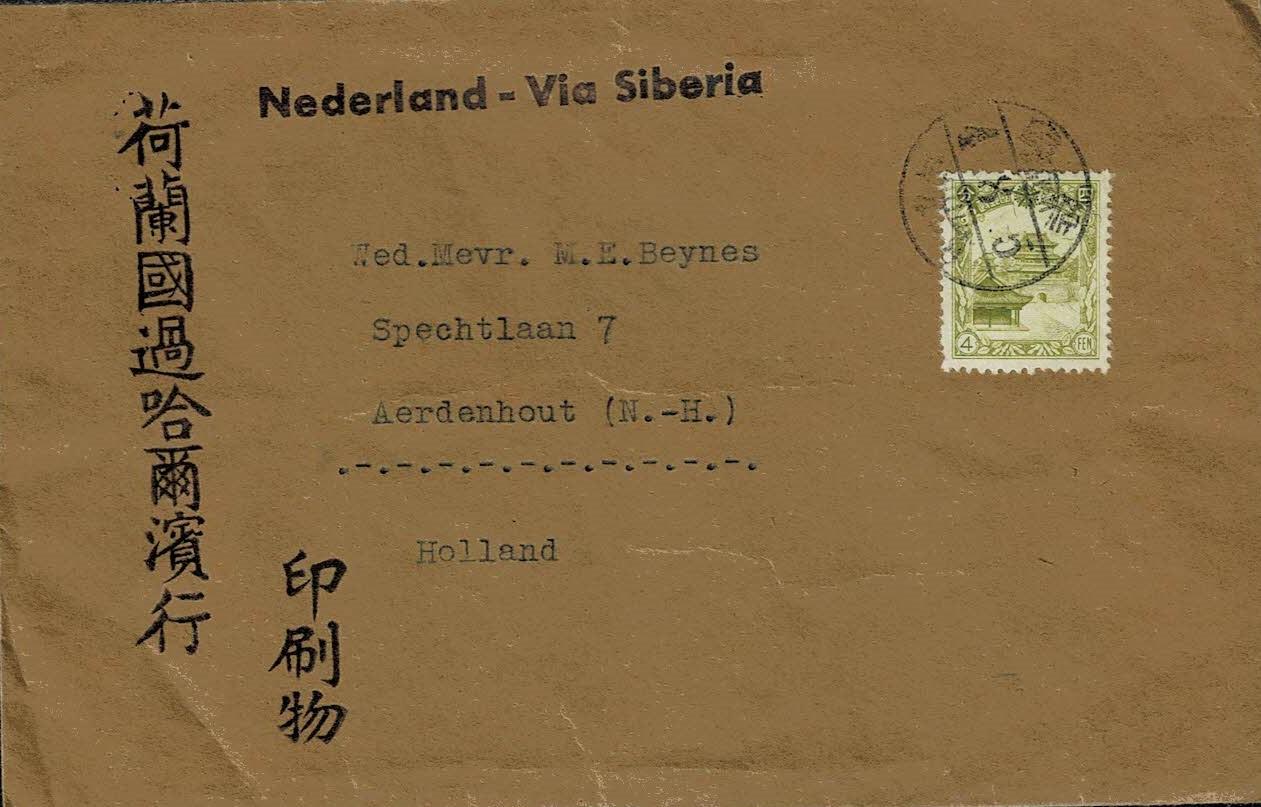 Nederland - Via Siberia
荷蘭國過哈爾濱行
Wed.Mevr. M.E.Beynes
Spechtlaan 7
Aerdenhout (N.-H.)
.-.-.-.-.-.-.-.-.-.-.
Holland
印刷物
4 FEN